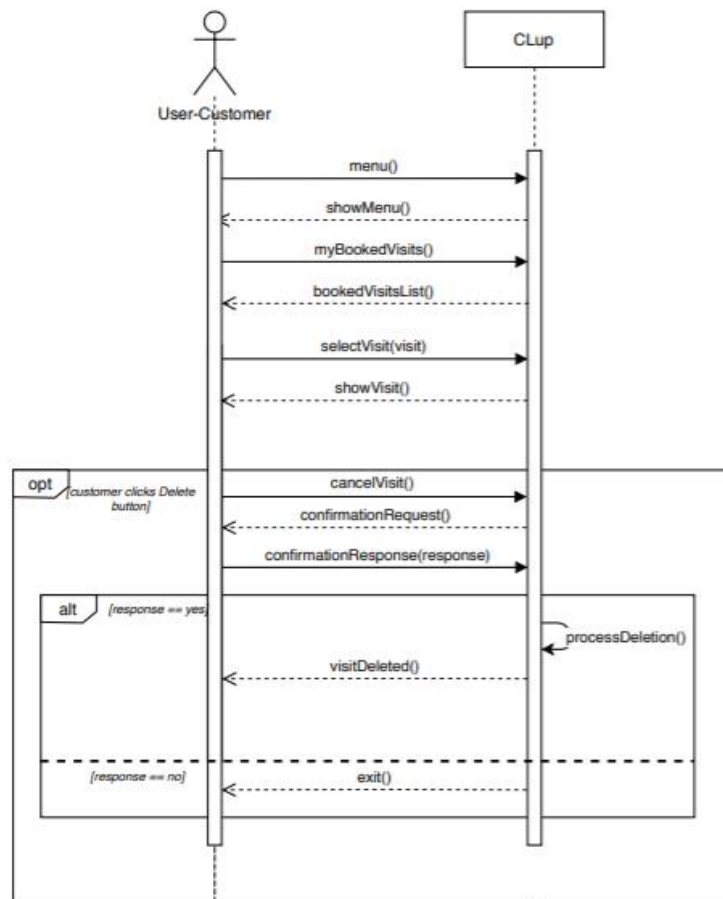 CLup
User-Customer
menu()
showMenu()
myBookedVisits()
bookedVisitsList()
selectVisit(visit)
showVisit()
opt
[customer clicks Delete
button]
cancelVisit()
confirmationRequest()
confirmationResponse(response)
alt
[response == yes]
processDeletion()
visitDeleted()
[response == no]
exit()